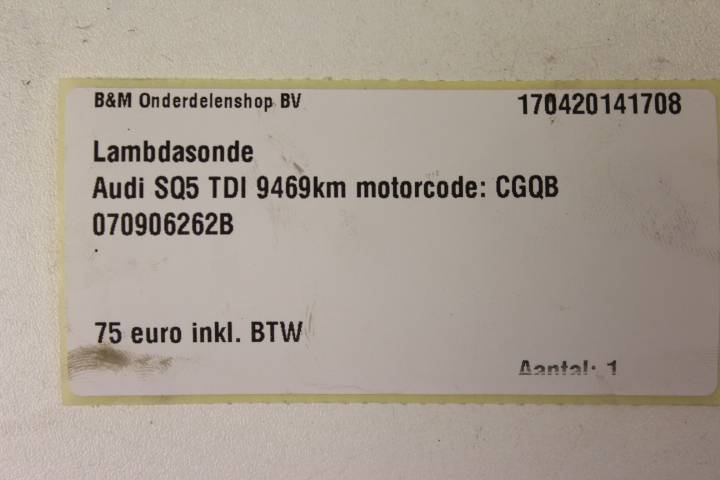 B&M Onderdelenshop BV
170420141708
Lambdasonde
Audi SQ5 TDI 9469km motorcode: CGQB
070906262B
75 euro inkl. BTW
Aantal: 1